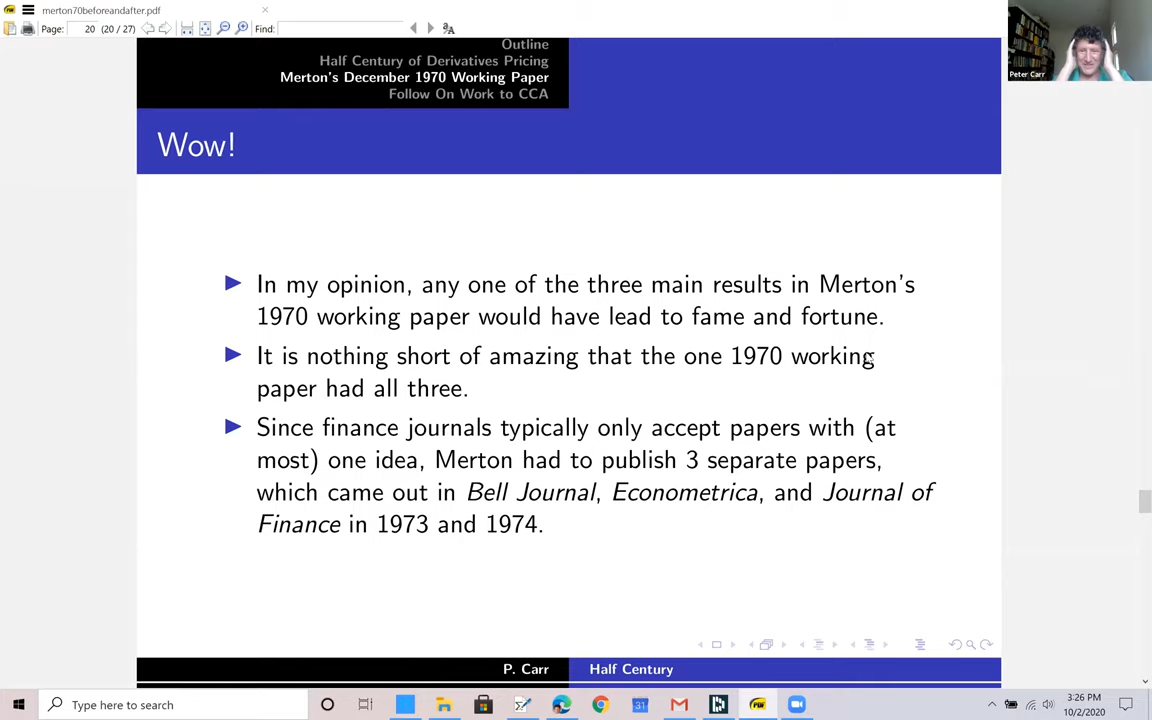 merton70beforeandafter.pdf
Page: 20 (20 / 27) Find:
Peter Carr
Outline
Half Century of Derivatives Pricing
Merton's December 1970 Working Paper
Follow On Work to CCA
Wow!
In my opinion, any one of the three main results in Merton's
1970 working paper would have lead to fame and fortune.
It is nothing short of amazing that the one 1970 working
paper had all three.
Since finance journals typically only accept papers with (at
most) one idea, Merton had to publish 3 separate papers,
which came out in Bell Journal, Econometrica, and Journal of
Finance in 1973 and 1974.
P. Carr Half Century
Type here to search
31
3:26 PM
10/2/2020